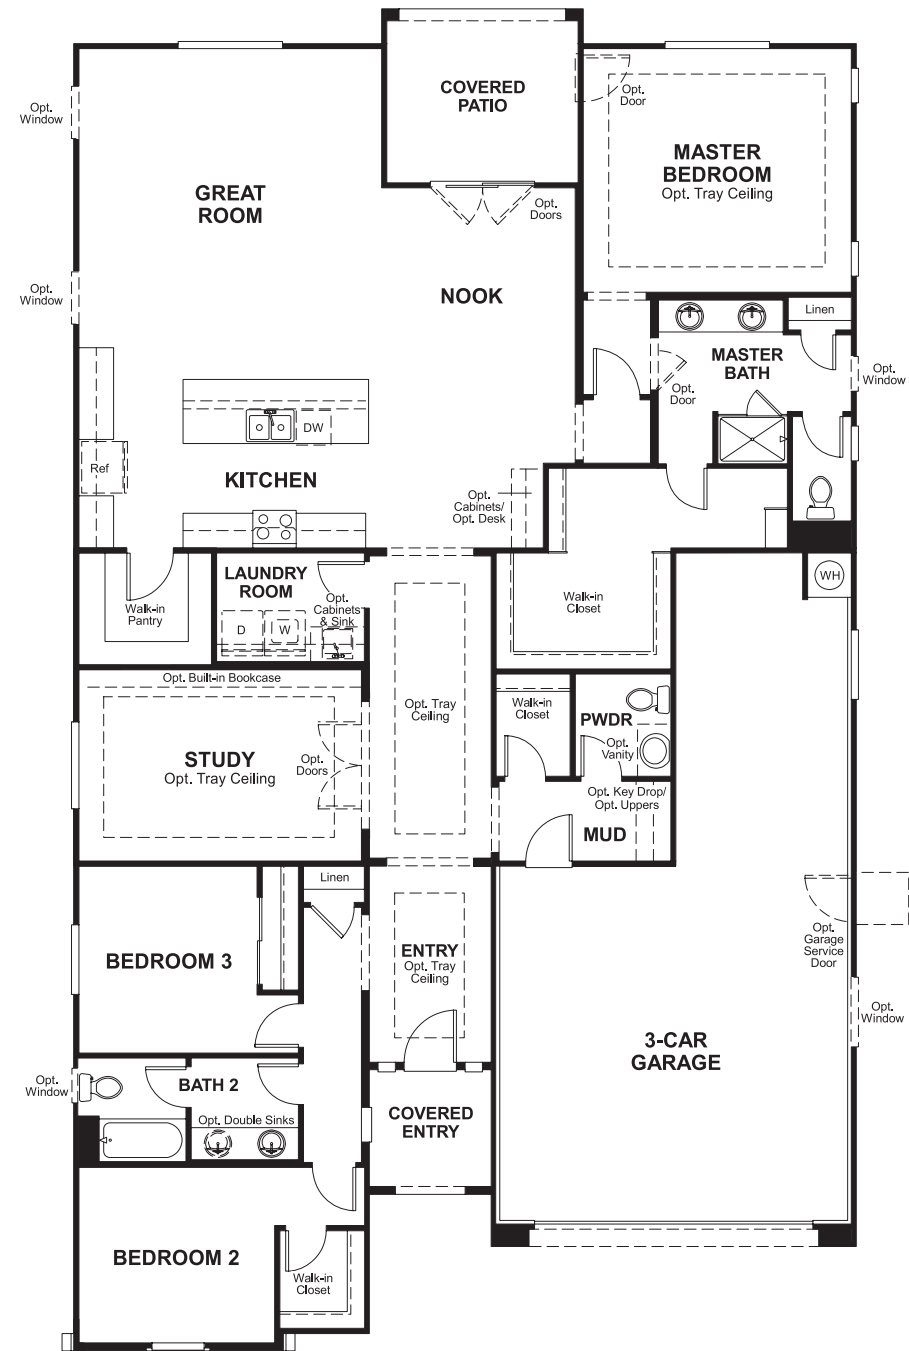 COVERED
PATIO
Opt.
Door
Opt.
Window
MASTER
BEDROOM
Opt. Tray Ceiling
GREAT
ROOM
Opt.
Doors
Opt.
Window
NOOK
Linen
MASTER
BATH
Opt.
Door
Opt.
Window
DW
Ref
KITCHEN
Opt.
Cabinets/
Opt. Desk
LAUNDRY
ROOM
Opt.
Cabinets
& Sink
D
W
Walk-in
Pantry
Walk-in
Closet
WH
Opt. Built-in Bookcase
STUDY
Opt. Tray Ceiling
Opt.
Doors
Opt. Tray
Ceiling
Walk-in
Closet
PWDR
Opt.
Vanity
Opt. Key Drop/
Opt. Uppers
MUD
Linen
BEDROOM 3
ENTRY
Opt. Tray
Ceiling
Opt.
Garage
Service
Door
Opt.
Window
3-CAR
GARAGE
Opt.
Window
BATH 2
Opt. Double Sinks
COVERED
ENTRY
BEDROOM 2
Walk-in
Closet